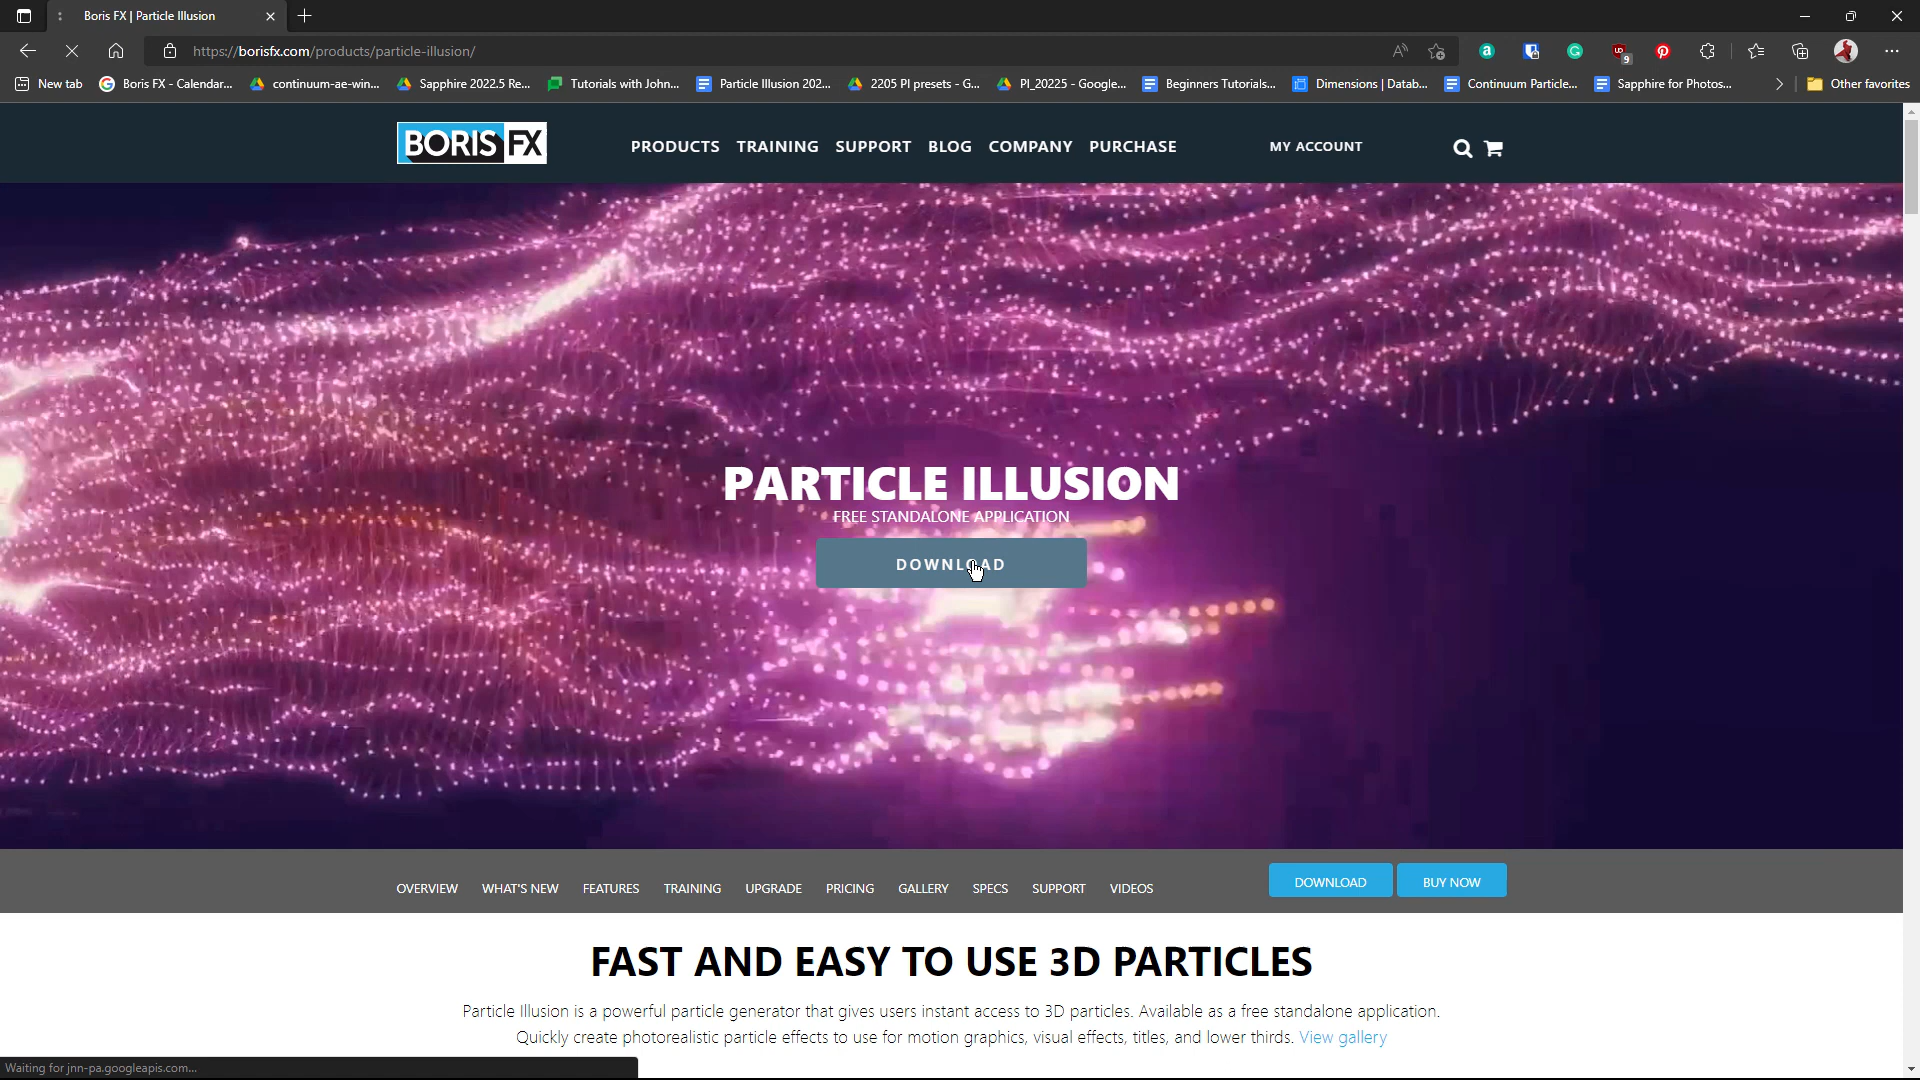 Boris FX | Particle Illusion
https://borisfx.com/products/particle-illusion/
9
New tab
Boris FX - Calendar...
continuum-ae-win...
Sapphire 2022.5 Re...
Tutorials with John...
Particle Illusion 202...
2205 PI presets - G...
PI_20225 - Google...
Beginners Tutorials...
Dimensions | Datab...
Continuum Particle...
Sapphire for Photos...
Other favorites
BORIS FX
PRODUCTS TRAINING SUPPORT BLOG COMPANY PURCHASE
MY ACCOUNT
PARTICLE ILLUSION
FREE STANDALONE APPLICATION
DOWNLOAD
OVERVIEW WHAT'S NEW FEATURES TRAINING UPGRADE PRICING GALLERY SPECS SUPPORT VIDEOS
DOWNLOAD
BUY NOW
FAST AND EASY TO USE 3D PARTICLES
Particle Illusion is a powerful particle generator that gives users instant access to 3D particles. Available as a free standalone application.
Quickly create photorealistic particle effects to use for motion graphics, visual effects, titles, and lower thirds. View gallery
Waiting for jnn-pa.googleapis.com...